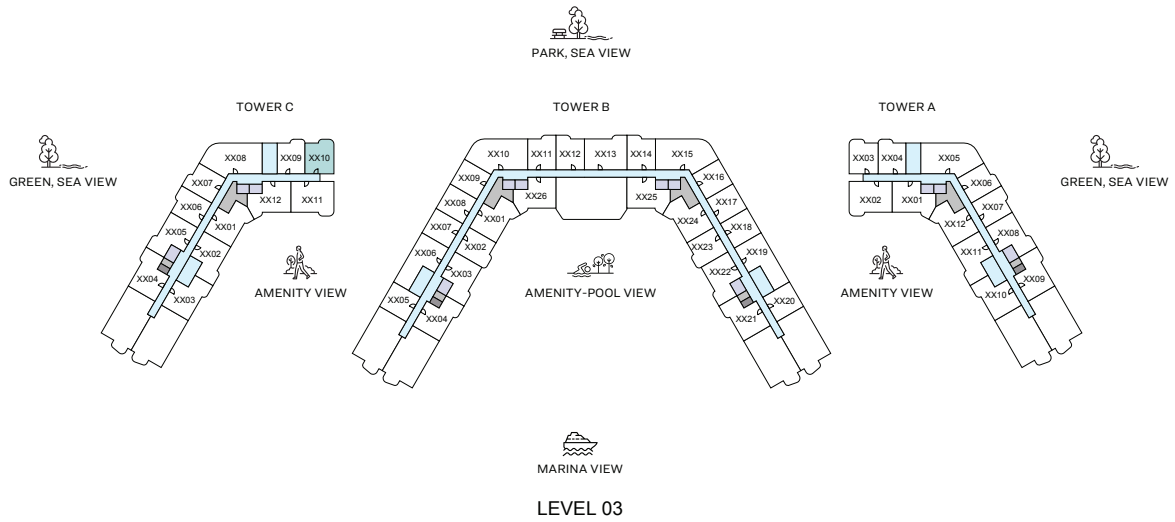 PARK, SEA VIEW
TOWER C
TOWER B
TOWER A
GREEN, SEA VIEW
GREEN, SEA VIEW
XX08
XX09
XX10
XX07
XX06
XX05
XX04
XX12
XX11
XX01
XX02
XX03
AMENITY VIEW
XX10
XX11
XX12
XX13
XX14
XX15
XX09
XX08
XX07
XX06
XX05
XX26
XX01
XX02
XX03
XX04
XX25
XX16
XX17
XX18
XX19
XX20
XX24
XX23
XX22
XX21
AMENITY-POOL VIEW
XX03
XX04
XX05
XX02
XX01
XX06
XX07
XX08
XX09
XX12
XX11
XX10
AMENITY VIEW
MARINA VIEW
LEVEL 03